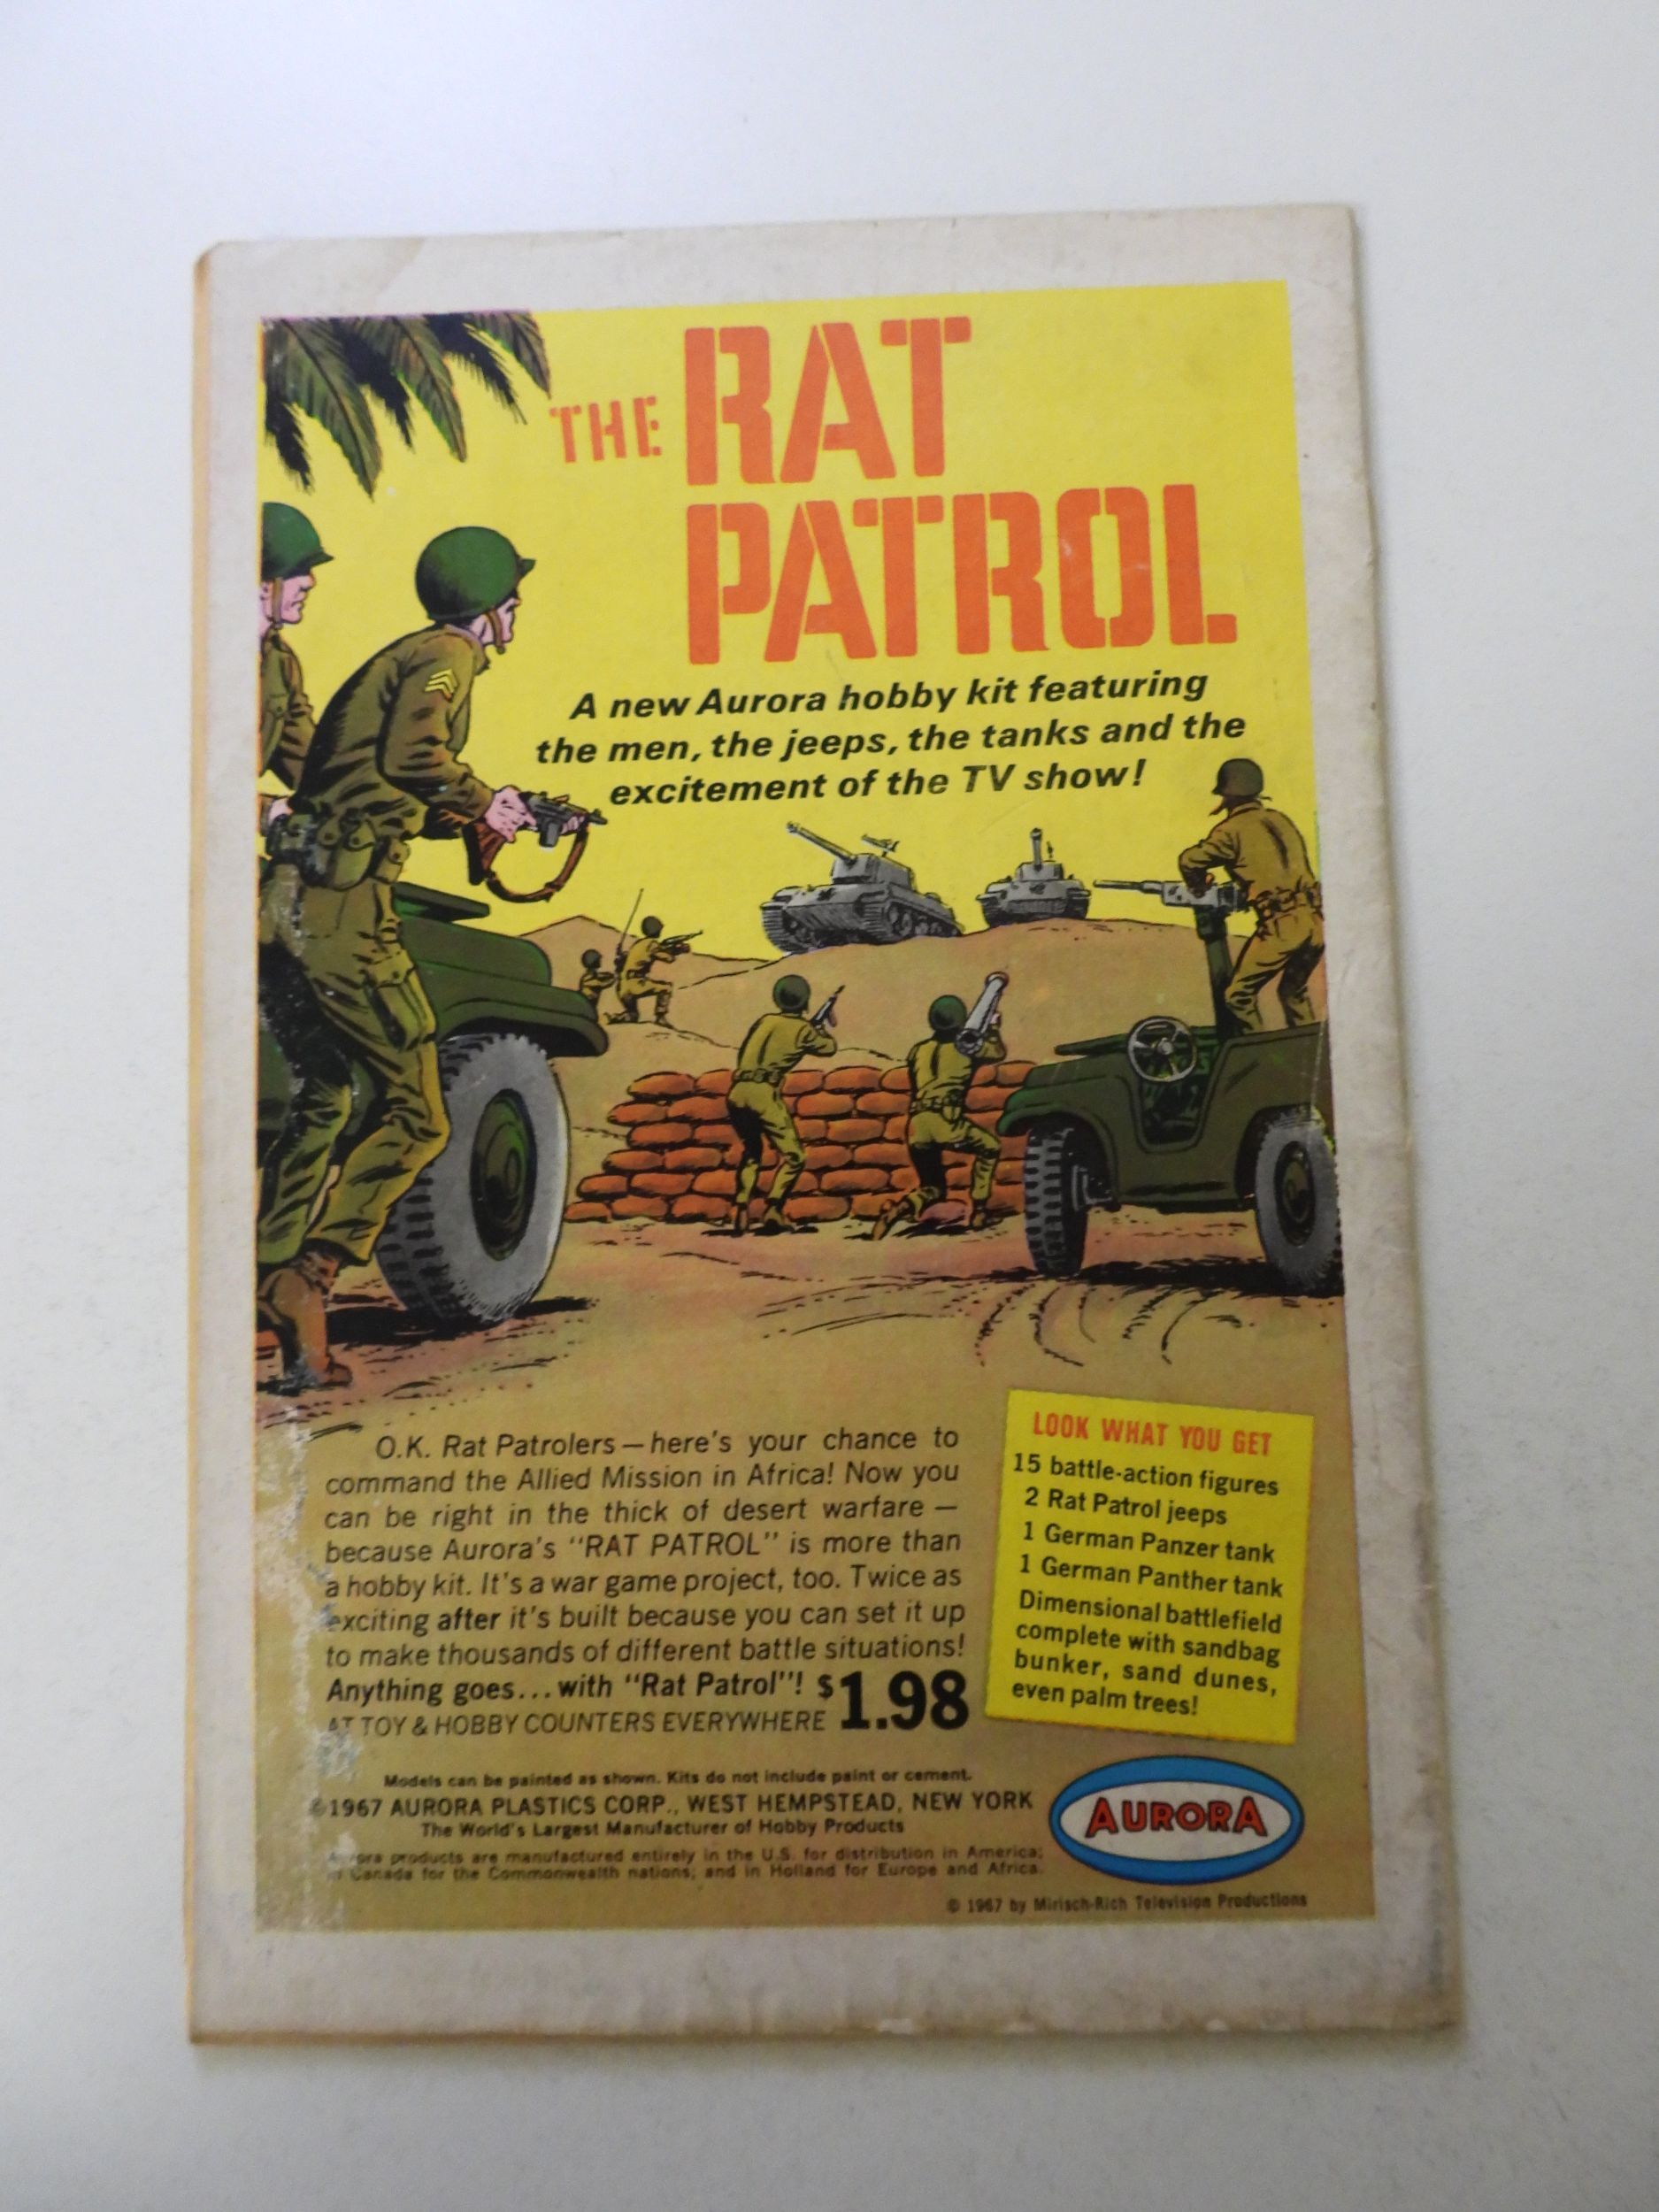 THE RAT
PATROL
A new Aurora hobby kit featuring
the men, the jeeps, the tanks and the
excitement of the TV show!
O.K. Rat Patrolers—here's your chance to
command the Allied Mission in Africa! Now you
can be right in the thick of desert warfare —
because Aurora's "RAT PATROL" is more than
a hobby kit. It's a war game project, too. Twice as
exciting after it's built because you can set it up
to make thousands of different battle situations!
Anything goes...with "Rat Patrol"! $1.98
AT TOY & HOBBY COUNTERS EVERYWHERE
LOOK WHAT YOU GET
15 battle-action figures
2 Rat Patrol jeeps
1 German Panzer tank
1 German Panther tank
Dimensional battlefield
complete with sandbag
bunker, sand dunes,
even palm trees!
Models can be painted as shown. Kits do not include paint or cement.
©1967 AURORA PLASTICS CORP., WEST HEMPSTEAD, NEW YORK
The World's Largest Manufacturer of Hobby Products
Aurora products are manufactured entirely in the U.S. for distribution in America;
in Canada for the Commonwealth nations; and in Holland for Europe and Africa.
AURORA
© 1967 by Mirisch-Rich Television Productions